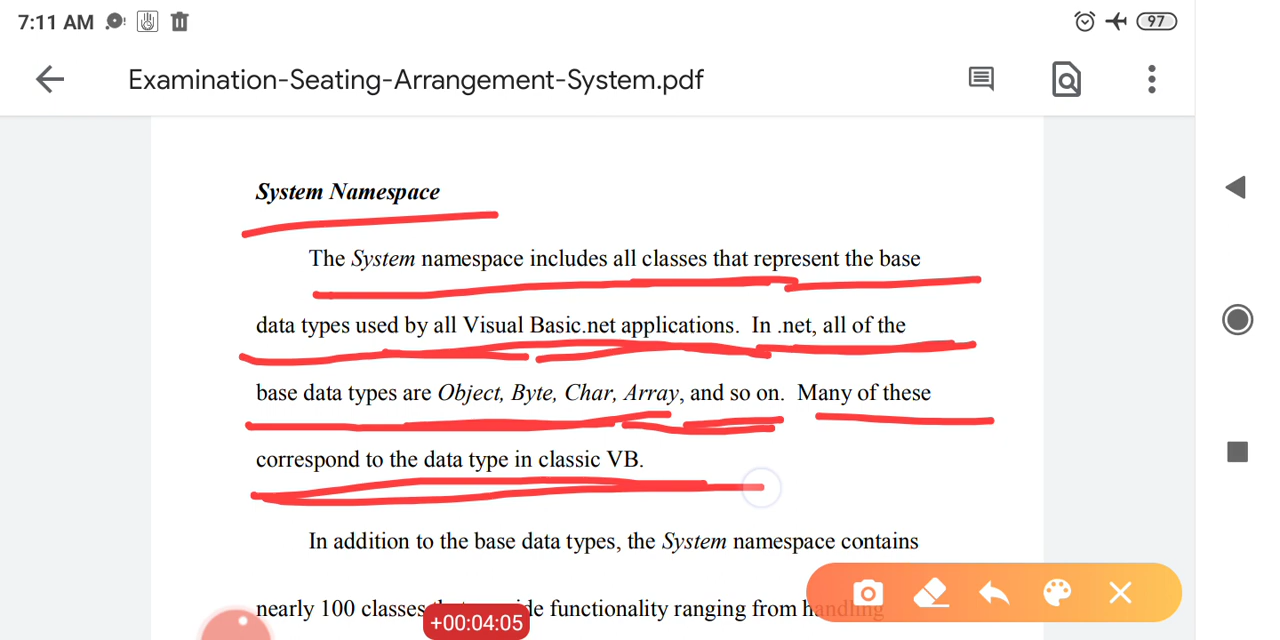 7:11 AM
97
Examination-Seating-Arrangement-System.pdf
System Namespace
The System namespace includes all classes that represent the base
data types used by all Visual Basic.net applications. In .net, all of the
base data types are Object, Byte, Char, Array, and so on. Many of these
correspond to the data type in classic VB.
In addition to the base data types, the System namespace contains
nearly 100 classes functionality ranging from handling
+00:04:05